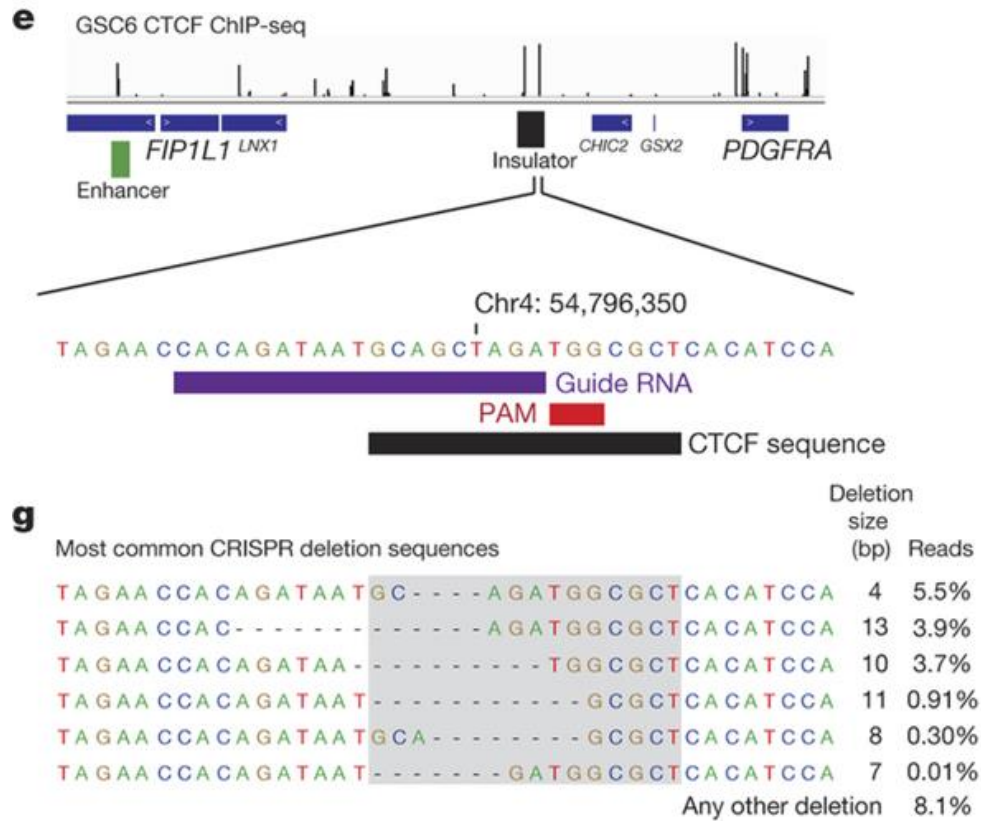 e
GSC6 CTCF ChIP-seq
< > < < >
FIP1L1 LNX1 CHIC2 GSX2 PDGFRA
Insulator
Enhancer
Chr4: 54,796,350
TAGAACCACAGATAATGCAGCTAGATGGCGCTCACATCCA
Guide RNA
PAM
CTCF sequence
g
Deletion
size
Most common CRISPR deletion sequences (bp) Reads
TAGAACCACAGATAATGC----AGATGGCGCTCACATCCA 4 5.5%
TAGAACCAC-------------AGATGGCGCTCACATCCA 13 3.9%
TAGAACCACAGATAA----------TGGCGCTCACATCCA 10 3.7%
TAGAACCACAGATAAT-----------GCGCTCACATCCA 11 0.91%
TAGAACCACAGATAATGCA--------GCGCTCACATCCA 8 0.30%
TAGAACCACAGATAAT-------GATGGCGCTCACATCCA 7 0.01%
Any other deletion 8.1%